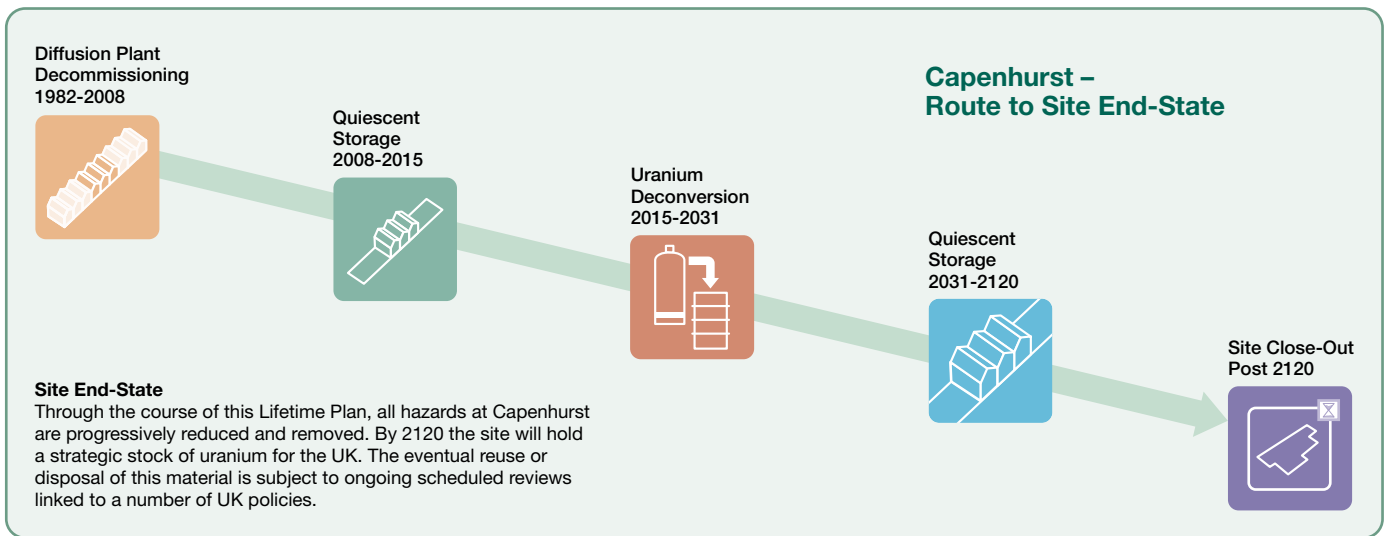 Diffusion Plant
Decommissioning
1982-2008
Quiescent
Storage
2008-2015
Uranium
Deconversion
2015-2031
Capenhurst –
Route to Site End-State
Quiescent
Storage
2031-2120
Site Close-Out
Post 2120
Site End-State
Through the course of this Lifetime Plan, all hazards at Capenhurst
are progressively reduced and removed. By 2120 the site will hold
a strategic stock of uranium for the UK. The eventual reuse or
disposal of this material is subject to ongoing scheduled reviews
linked to a number of UK policies.